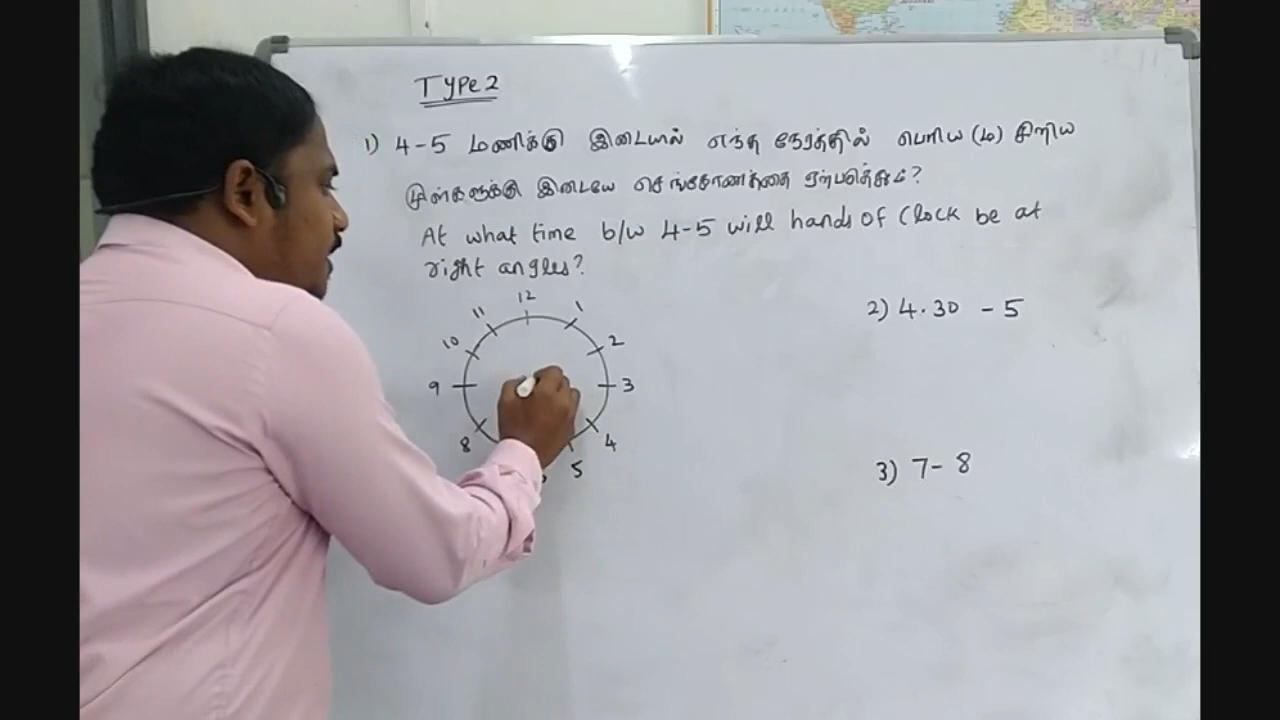 Type 2
1) 4-5 மணிக்கு இடையில் எந்த நேரத்தில் பெரிய (ம) சிறிய
முள்களுக்கு இடையே செங்கோணத்தை ஏற்படுத்தும்?
At what time b/w 4-5 will hands of Clock be at
right angles?
12
11
1
10
2
9
3
8
4
5
2) 4.30 - 5
3) 7- 8